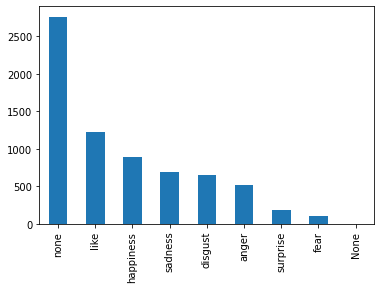 2500
2000
1500
1000
500
0
none
like
happiness
sadness
disgust
anger
surprise
fear
None